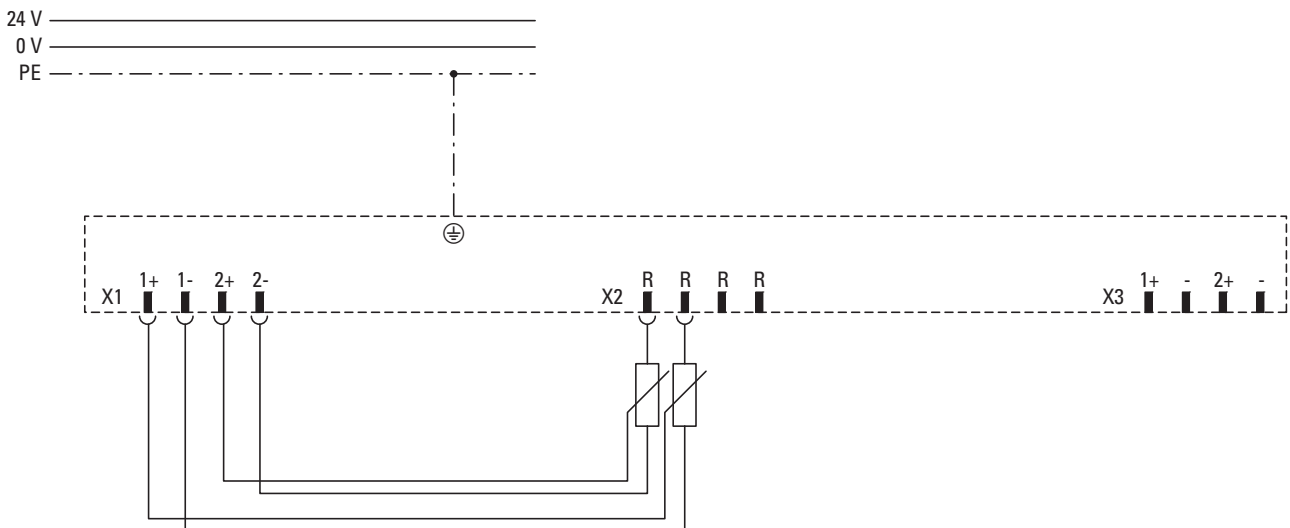 24 V
0 V
PE
X1 1+ 1- 2+ 2- X2 R R R R X3 1+ - 2+ -